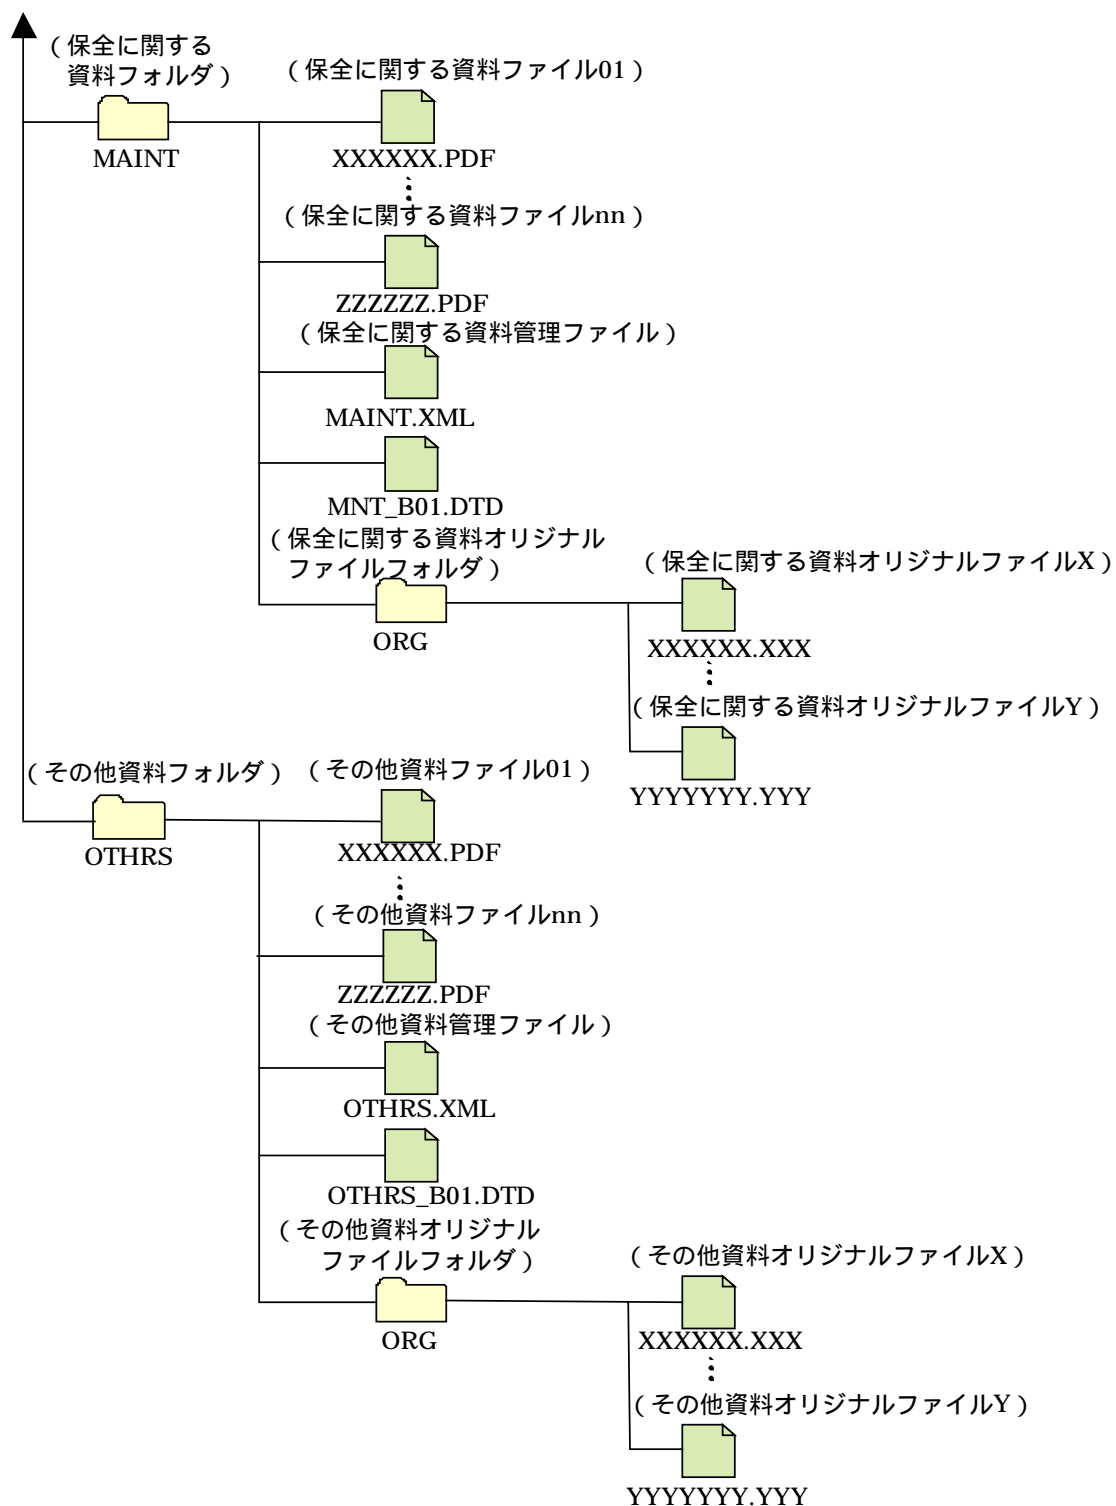 （保全に関する
資料フォルダ）
MAINT
（保全に関する資料ファイル01）
XXXXXX.PDF
（保全に関する資料ファイルnn）
ZZZZZZ.PDF
（保全に関する資料管理ファイル）
MAINT.XML
MNT_B01.DTD
（保全に関する資料オリジナル
ファイルフォルダ）
ORG
（保全に関する資料オリジナルファイルX）
XXXXXX.XXX
（保全に関する資料オリジナルファイルY）
YYYYYYY.YYY
（その他資料フォルダ）
OTHRS
（その他資料ファイル01）
XXXXXX.PDF
（その他資料ファイルnn）
ZZZZZZ.PDF
（その他資料管理ファイル）
OTHRS.XML
OTHRS_B01.DTD
（その他資料オリジナル
ファイルフォルダ）
ORG
（その他資料オリジナルファイルX）
XXXXXX.XXX
（その他資料オリジナルファイルY）
YYYYYYY.YYY